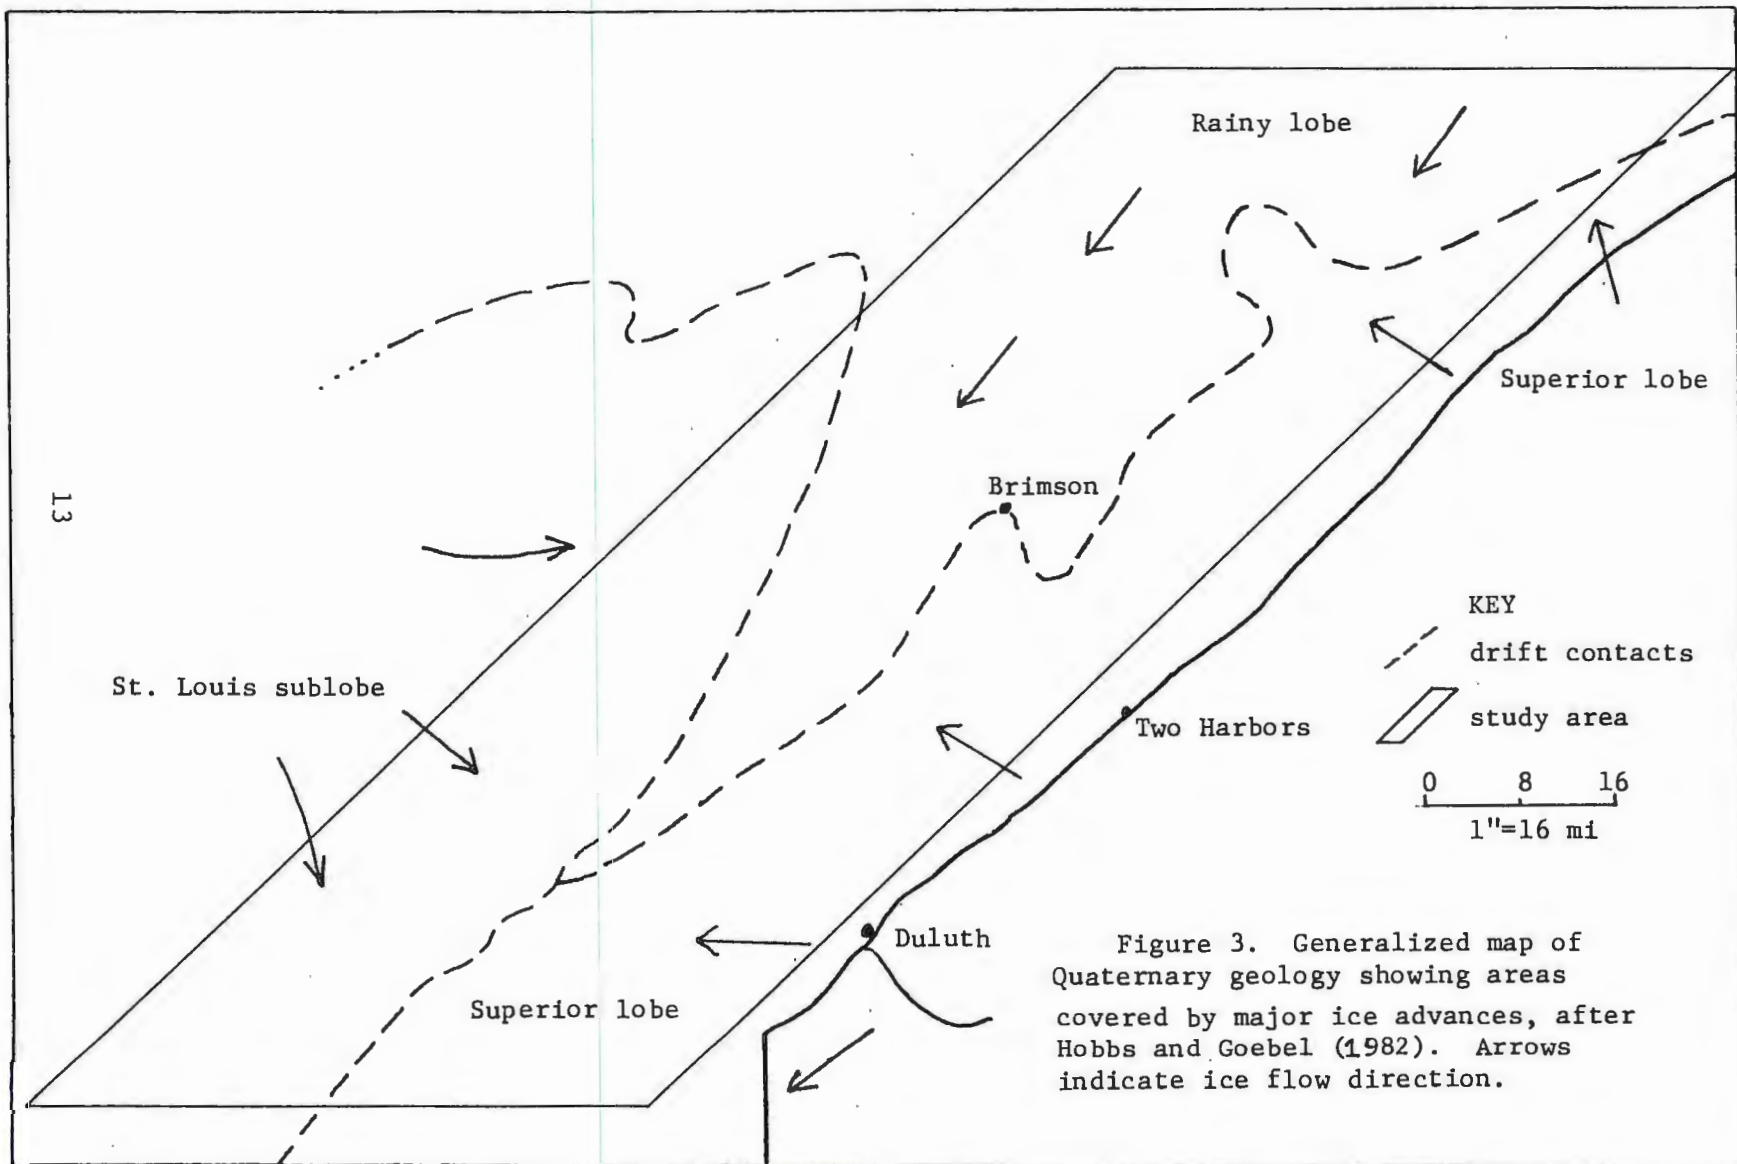 Rainy lobe
Superior lobe
Brimson
13
KEY
drift contacts
St. Louis sublobe
study area
Two Harbors
0 8 16
1"=16 mi
Duluth
Superior lobe
Figure 3. Generalized map of
Quaternary geology showing areas
covered by major ice advances, after
Hobbs and Goebel (1982). Arrows
indicate ice flow direction.